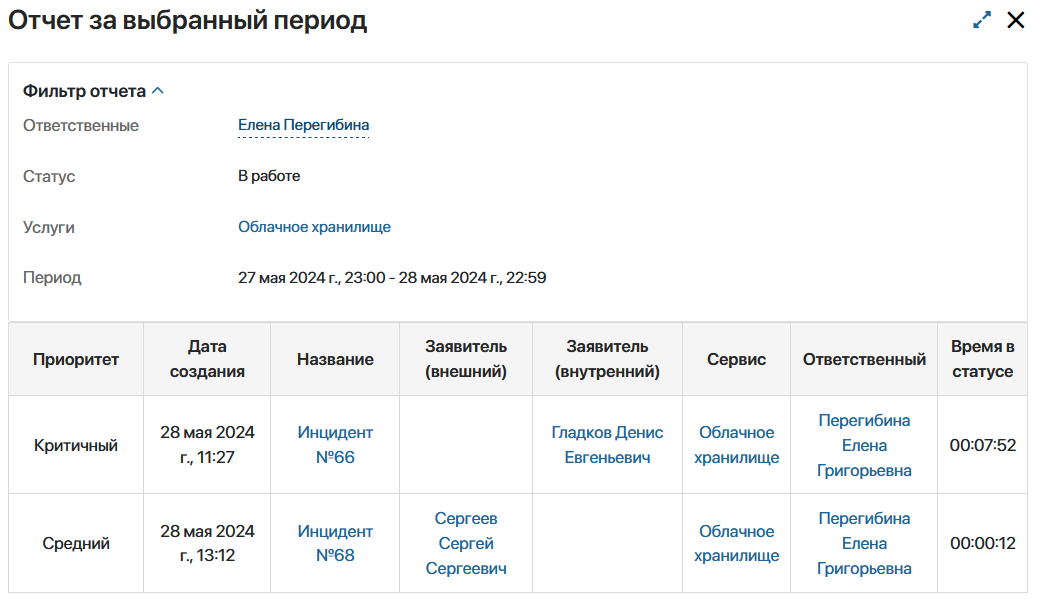 Отчет за выбранный период
Фильтр отчета
Ответственные Елена Перегибина
Статус В работе
Услуги Облачное хранилище
Период 27 мая 2024 г., 23:00 - 28 мая 2024 г., 22:59
Приоритет
Дата
создания
Название
Заявитель
(внешний)
Заявитель
(внутренний)
Сервис
Ответственный
Время в
статусе
Критичный
28 мая 2024
г., 11:27
Инцидент
№66
Гладков Денис
Евгеньевич
Облачное
хранилище
Перегибина
Елена
Григорьевна
00:07:52
Средний
28 мая 2024
г., 13:12
Инцидент
№68
Сергеев
Сергей
Сергеевич
Облачное
хранилище
Перегибина
Елена
Григорьевна
00:00:12